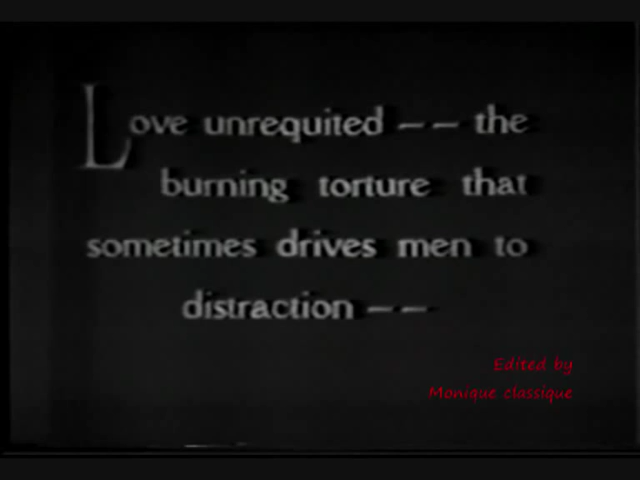 Love unrequited -- the
burning torture that
sometimes drives men to
distraction --
Edited by
Monique classique